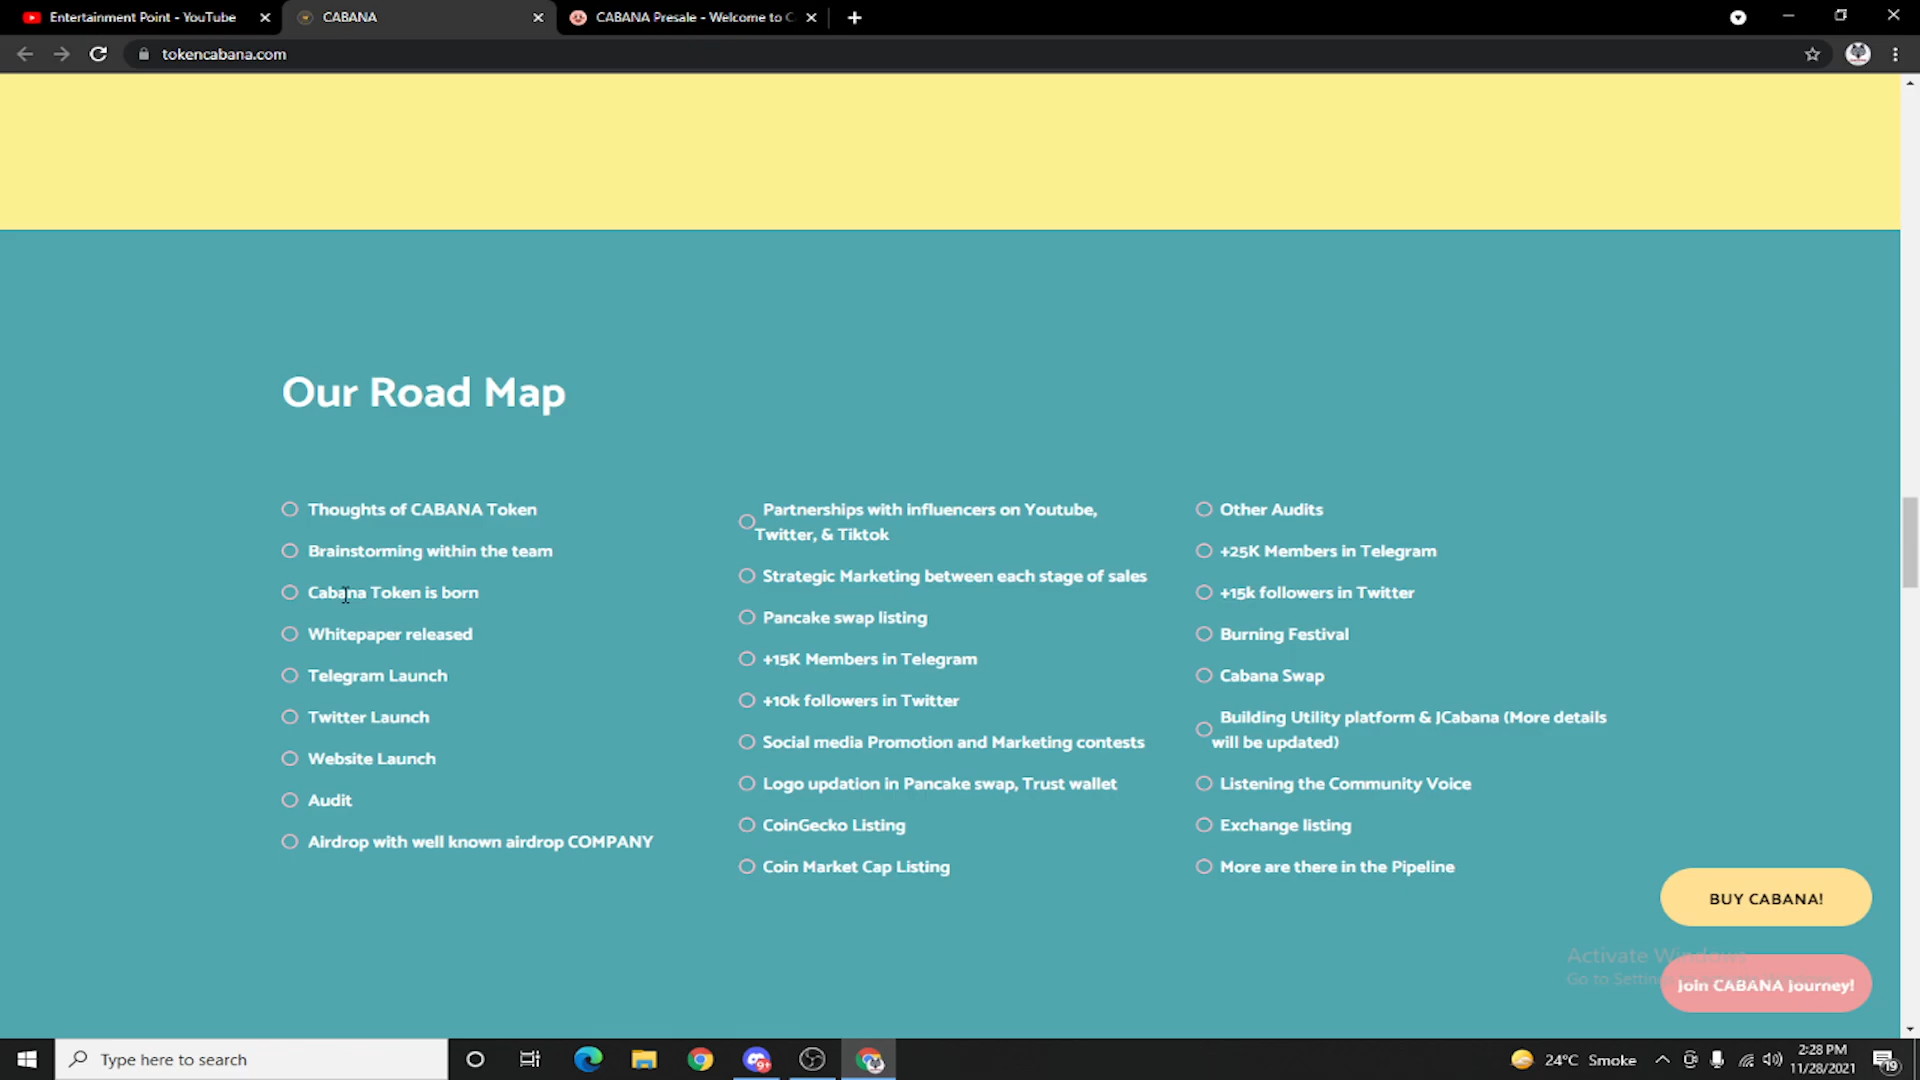 Entertainment Point - YouTube
CABANA
CABANA Presale - Welcome to C
tokencabana.com
Our Road Map
Thoughts of CABANA Token
Brainstorming within the team
Cabana Token is born
Whitepaper released
Telegram Launch
Twitter Launch
Website Launch
Audit
Airdrop with well known airdrop COMPANY
Partnerships with influencers on Youtube,
Twitter, & Tiktok
Strategic Marketing between each stage of sales
Pancake swap listing
+15K Members in Telegram
+10k followers in Twitter
Social media Promotion and Marketing contests
Logo updation in Pancake swap, Trust wallet
CoinGecko Listing
Coin Market Cap Listing
Other Audits
+25K Members in Telegram
+15k followers in Twitter
Burning Festival
Cabana Swap
Building Utility platform & JCabana (More details
will be updated)
Listening the Community Voice
Exchange listing
More are there in the Pipeline
BUY CABANA!
Activate Windows
Go to Settin
Join CABANA Journey!
Type here to search
9+
24°C Smoke
2:28 PM
11/28/2021
19